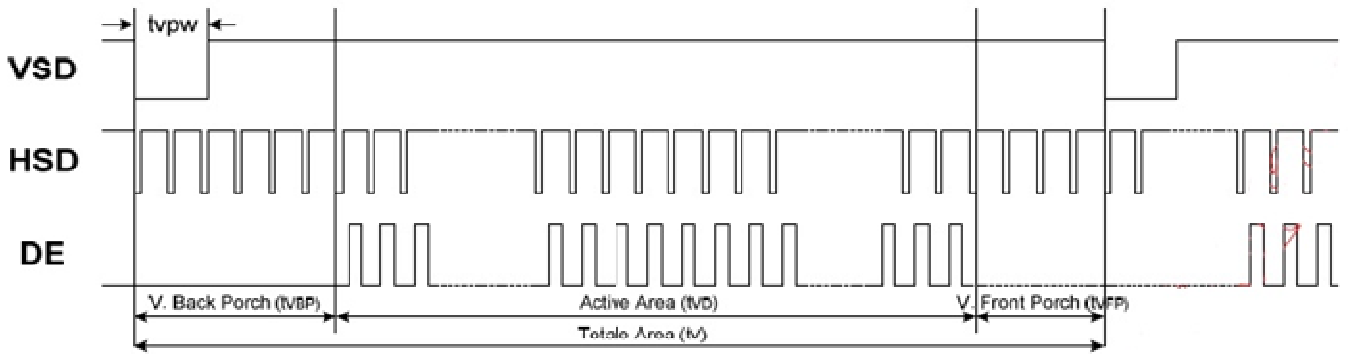 tvpw
VSD
HSD
DE
V. Back Porch (tVBP)
Active Area (tVD)
V. Front Porch (tVFP)
Totale Area (tv)